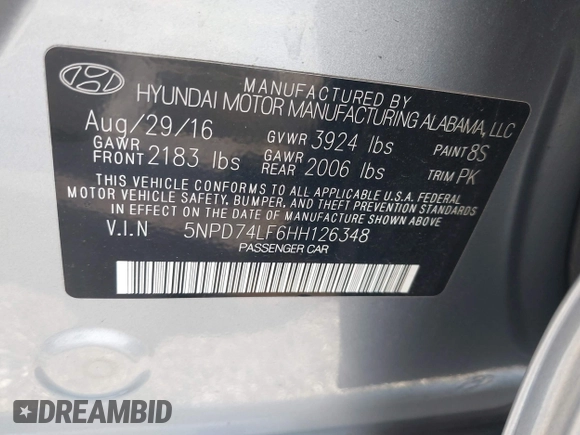 MANUFACTURED BY
HYUNDAI MOTOR MANUFACTURING ALABAMA, LLC
Aug/29/16 GVWR 3924 lbs PAINT 8S
GAWR FRONT 2183 lbs GAWR REAR 2006 lbs TRIM PK
THIS VEHICLE CONFORMS TO ALL APPLICABLE U.S.A. FEDERAL
MOTOR VEHICLE SAFETY, BUMPER, AND THEFT PREVENTION
STANDARDS IN EFFECT ON THE DATE OF MANUFACTURE SHOWN ABOVE.
V.I.N 5NPD74LF6HH126348
PASSENGER CAR
DREAMBID